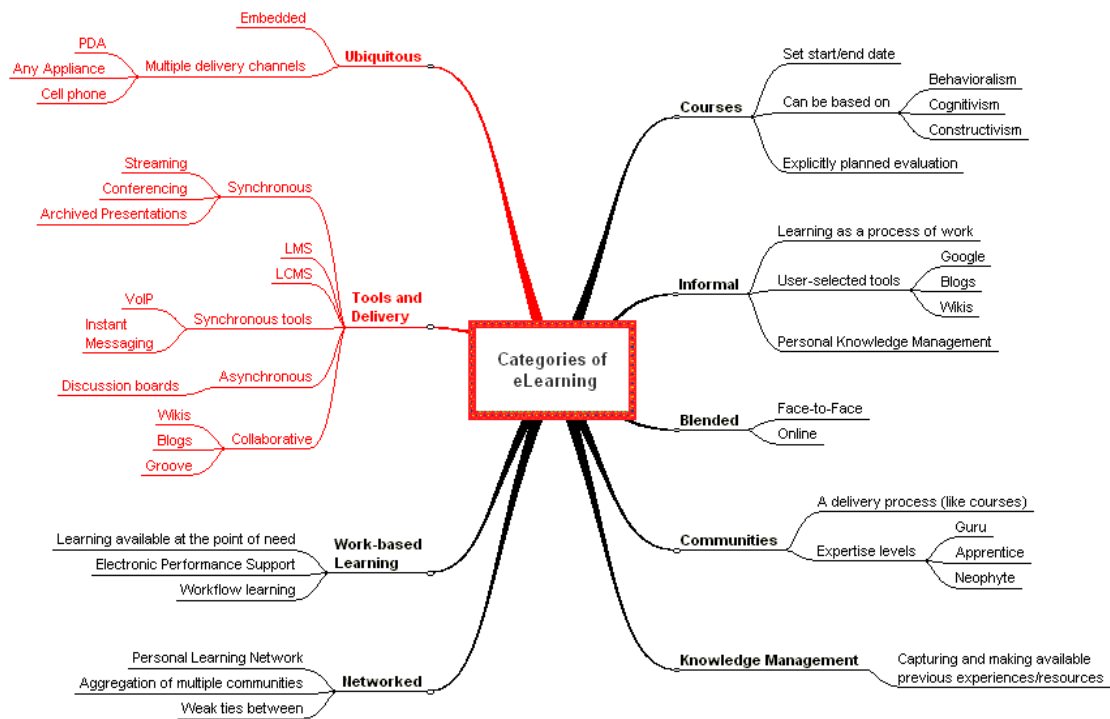 Categories of
eLearning
Ubiquitous
Embedded
Multiple delivery channels
PDA
Any Appliance
Cell phone
Tools and
Delivery
Synchronous
Streaming
Conferencing
Archived Presentations
LMS
LCMS
Synchronous tools
VoIP
Instant
Messaging
Asynchronous
Discussion boards
Collaborative
Wikis
Blogs
Groove
Work-based
Learning
Learning available at the point of need
Electronic Performance Support
Workflow learning
Networked
Personal Learning Network
Aggregation of multiple communities
Weak ties between
Courses
Set start/end date
Can be based on
Behavioralism
Cognitivism
Constructivism
Explicitly planned evaluation
Informal
Learning as a process of work
User-selected tools
Google
Blogs
Wikis
Personal Knowledge Management
Blended
Face-to-Face
Online
Communities
A delivery process (like courses)
Expertise levels
Guru
Apprentice
Neophyte
Knowledge Management
Capturing and making available
previous experiences/resources